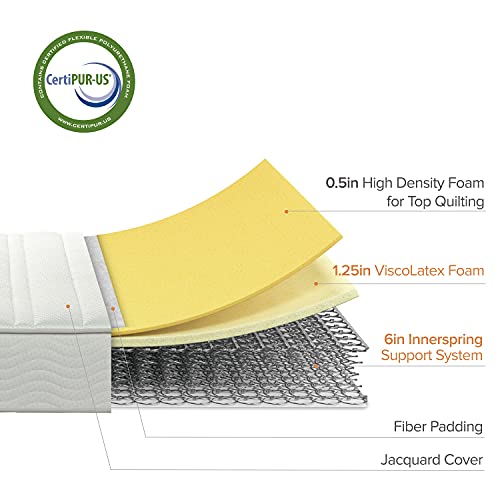 CONTAINS CERTIFIED FLEXIBLE POLYURETHANE FOAM
CertiPUR-US®
WWW.CERTIPUR.US
0.5in High Density Foam
for Top Quilting
1.25in ViscoLatex Foam
6in Innerspring
Support System
Fiber Padding
Jacquard Cover